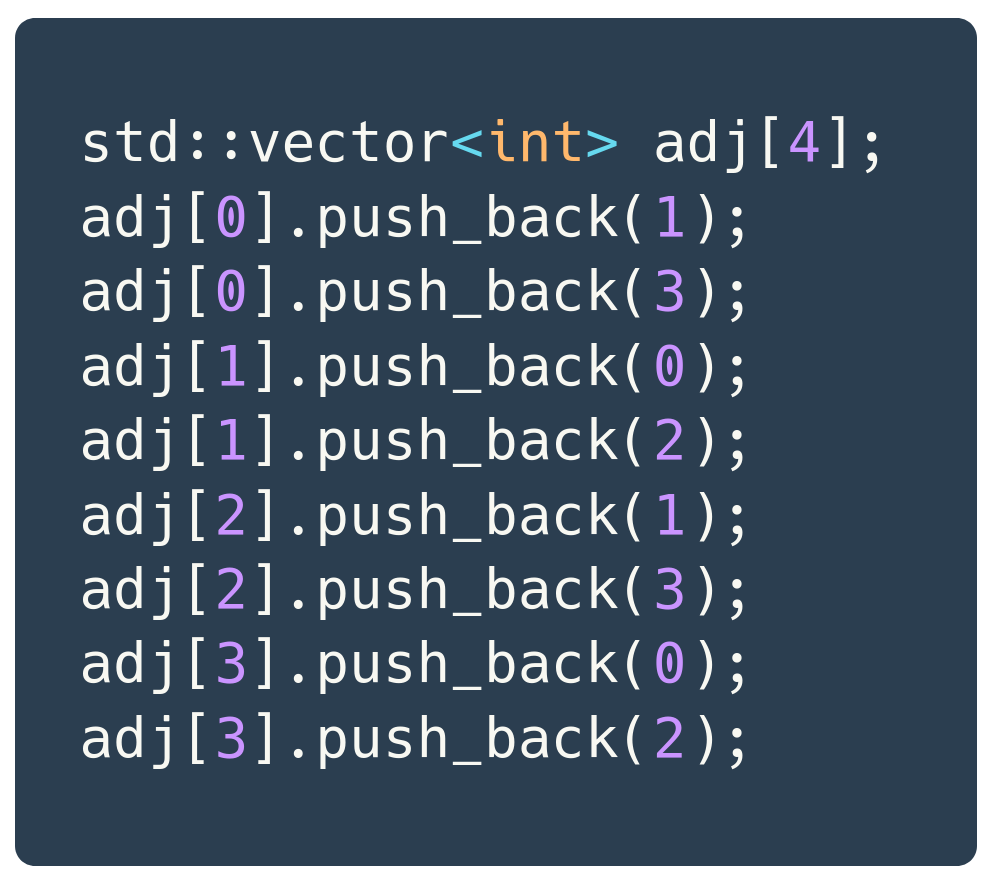 std::vector<int> adj[4];
adj[0].push_back(1);
adj[0].push_back(3);
adj[1].push_back(0);
adj[1].push_back(2);
adj[2].push_back(1);
adj[2].push_back(3);
adj[3].push_back(0);
adj[3].push_back(2);